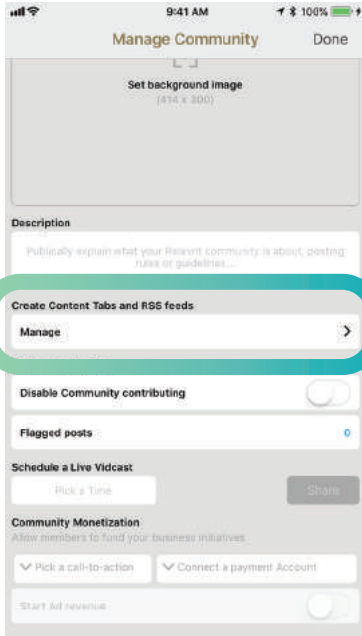 9:41 AM
100%
Manage Community
Done
Set background image
(414 x 300)
Description
Publically explain what your Relevnt community is about, posting
rules or guidelines...
Create Content Tabs and RSS feeds
Manage
Disable Community contributing
Flagged posts
0
Schedule a Live Vidcast
Pick a Time
Share
Community Monetization
Allow members to fund your business initiatives
Pick a call-to-action
Connect a payment Account
Start Ad revenue